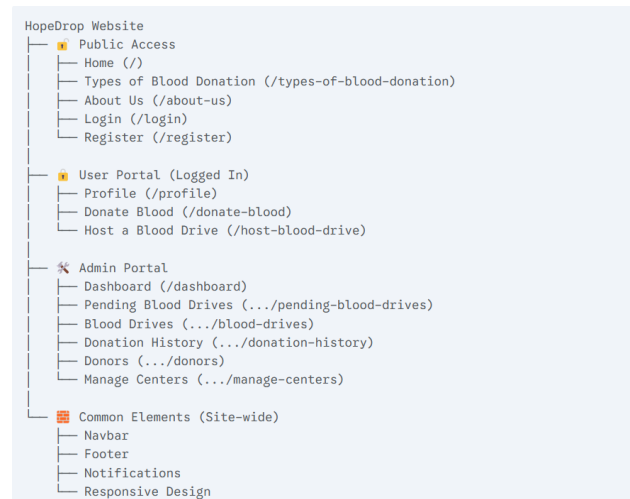 HopeDrop Website
├── 🔓 Public Access
│   ├── Home (/)
│   ├── Types of Blood Donation (/types-of-blood-donation)
│   ├── About Us (/about-us)
│   ├── Login (/login)
│   └── Register (/register)
│
├── 🔒 User Portal (Logged In)
│   ├── Profile (/profile)
│   ├── Donate Blood (/donate-blood)
│   └── Host a Blood Drive (/host-blood-drive)
│
├── 🛠️ Admin Portal
│   ├── Dashboard (/dashboard)
│   ├── Pending Blood Drives (.../pending-blood-drives)
│   ├── Blood Drives (.../blood-drives)
│   ├── Donation History (.../donation-history)
│   ├── Donors (.../donors)
│   └── Manage Centers (.../manage-centers)
│
└── 🧱 Common Elements (Site-wide)
    ├── Navbar
    ├── Footer
    ├── Notifications
    └── Responsive Design